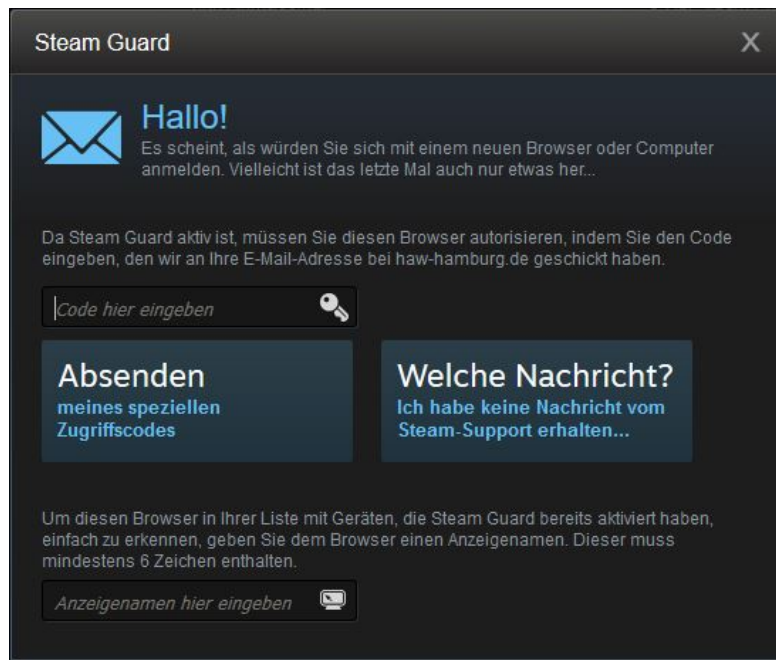 Steam Guard
X
Hallo!
Es scheint, als würden Sie sich mit einem neuen Browser oder Computer
anmelden. Vielleicht ist das letzte Mal auch nur etwas her...
Da Steam Guard aktiv ist, müssen Sie diesen Browser autorisieren, indem Sie den Code
eingeben, den wir an Ihre E-Mail-Adresse bei haw-hamburg.de geschickt haben.
Code hier eingeben
Absenden
meines speziellen
Zugriffscodes
Welche Nachricht?
Ich habe keine Nachricht vom
Steam-Support erhalten...
Um diesen Browser in Ihrer Liste mit Geräten, die Steam Guard bereits aktiviert haben,
einfach zu erkennen, geben Sie dem Browser einen Anzeigenamen. Dieser muss
mindestens 6 Zeichen enthalten.
Anzeigenamen hier eingeben